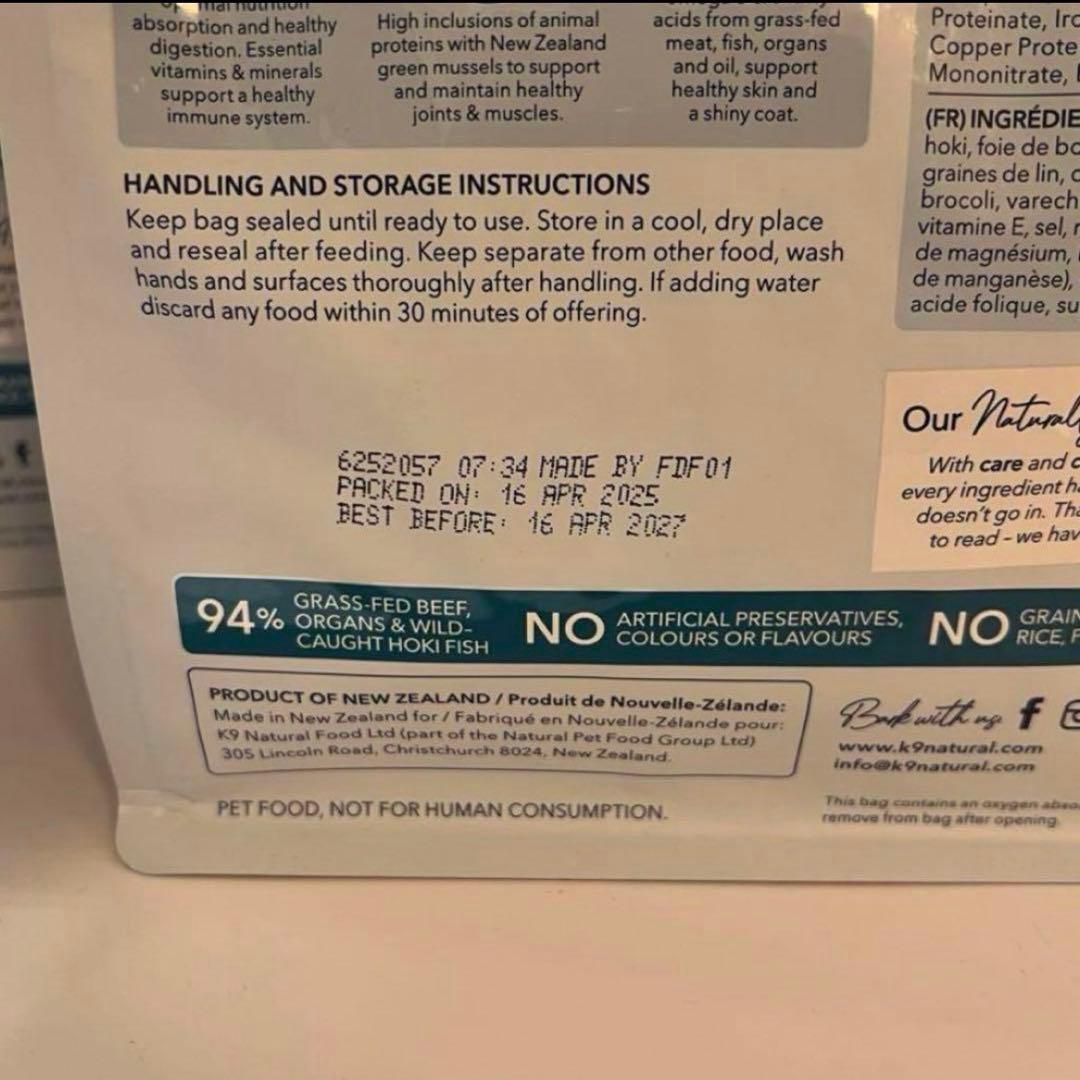 absorption and healthy
digestion. Essential
vitamins & minerals
support a healthy
immune system.
High inclusions of animal
proteins with New Zealand
green mussels to support
and maintain healthy
joints & muscles.
acids from grass-fed
meat, fish, organs
and oil, support
healthy skin and
a shiny coat.
Proteinate,
Copper
Mononitrate,
(FR)
hoki, foie de
graines de lin,
brocoli, varech
vitamine E, sel,
de magnésium,
de manganèse),
acide folique,
HANDLING AND STORAGE INSTRUCTIONS
Keep bag sealed until ready to use. Store in a cool, dry place
and reseal after feeding. Keep separate from other food, wash
hands and surfaces thoroughly after handling. If adding water
discard any food within 30 minutes of offering.
6252057 07:34 MADE BY FDF01
PACKED ON: 16 APR 2025
BEST BEFORE: 16 APR 2027
Our
With care and
every ingredient
doesn't go in.
to read - we
94% GRASS-FED BEEF,
ORGANS & WILD-
CAUGHT HOKI FISH
NO ARTIFICIAL PRESERVATIVES,
COLOURS OR FLAVOURS
NO
RICE,
PRODUCT OF NEW ZEALAND / Produit de Nouvelle-Zélande:
Made in New Zealand for / Fabriqué en Nouvelle-Zélande pour:
K9 Natural Food Ltd (part of the Natural Pet Food Group Ltd)
305 Lincoln Road, Christchurch 8024, New Zealand.
Bark with us f
www.k9natural.com
info@k9natural.com
PET FOOD, NOT FOR HUMAN CONSUMPTION.
This bag contains an oxygen
remove from bag after opening.